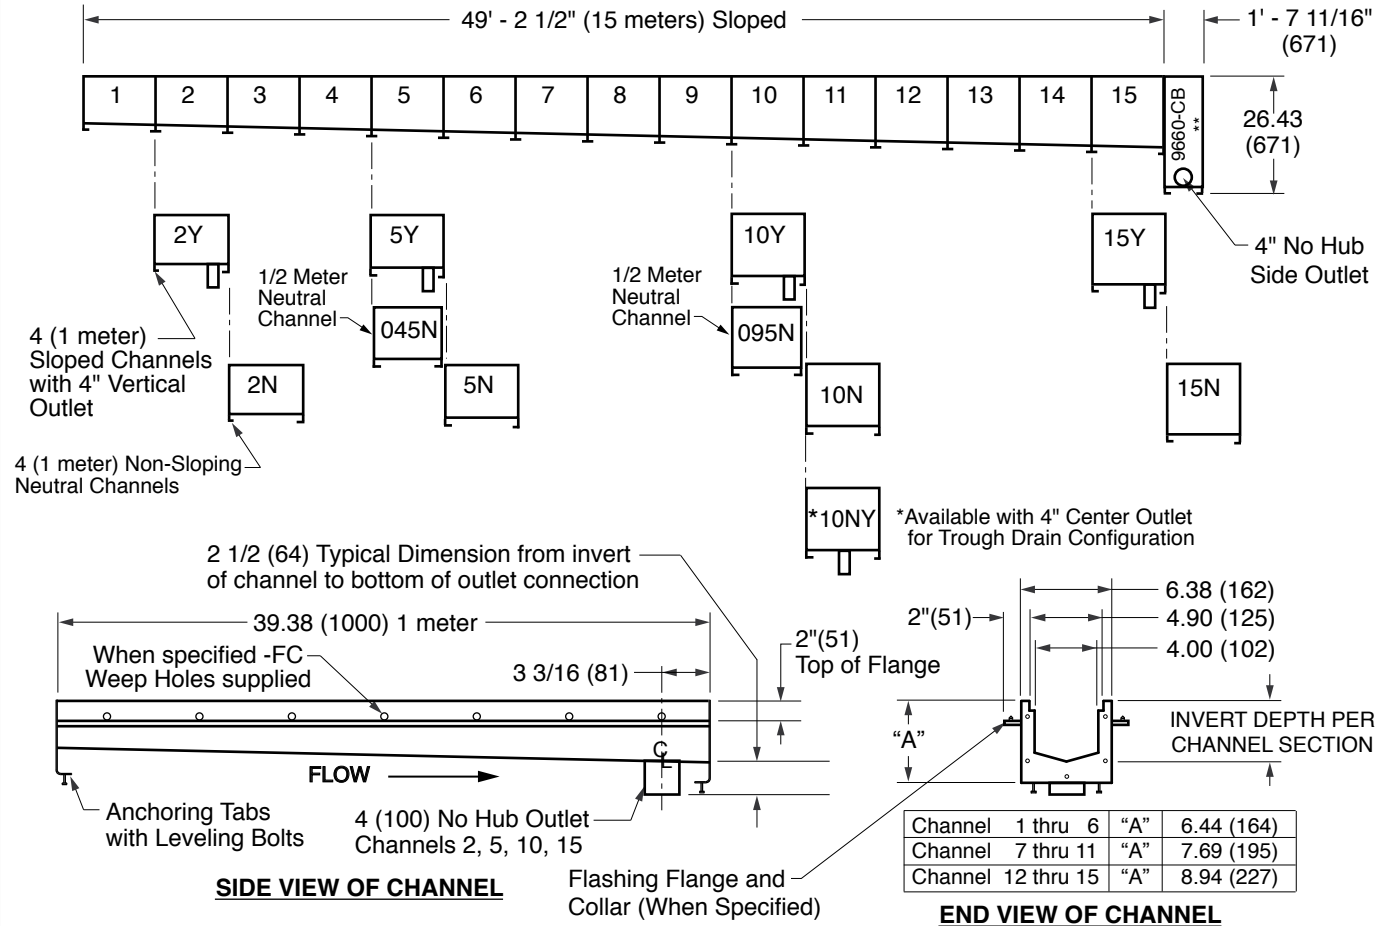 49' - 2 1/2" (15 meters) Sloped
1' - 7 11/16"
(671)
1 2 3 4 5 6 7 8 9 10 11 12 13 14 15
9660-CB
**
26.43
(671)
2Y 5Y 10Y 15Y
4" No Hub
Side Outlet
1/2 Meter
Neutral
Channel
045N
1/2 Meter
Neutral
Channel
095N
4 (1 meter)
Sloped Channels
with 4" Vertical
Outlet
2N 5N 10N 15N
4 (1 meter) Non-Sloping
Neutral Channels
*10NY
*Available with 4" Center Outlet
for Trough Drain Configuration
2 1/2 (64) Typical Dimension from invert
of channel to bottom of outlet connection
39.38 (1000) 1 meter
When specified -FC
Weep Holes supplied
3 3/16 (81)
2"(51)
Top of Flange
CL
FLOW
Anchoring Tabs
with Leveling Bolts
4 (100) No Hub Outlet
Channels 2, 5, 10, 15
SIDE VIEW OF CHANNEL
6.38 (162)
2"(51)
4.90 (125)
4.00 (102)
“A”
INVERT DEPTH PER
CHANNEL SECTION
Flashing Flange and
Collar (When Specified)
Channel 1 thru 6 “A” 6.44 (164)
Channel 7 thru 11 “A” 7.69 (195)
Channel 12 thru 15 “A” 8.94 (227)
END VIEW OF CHANNEL